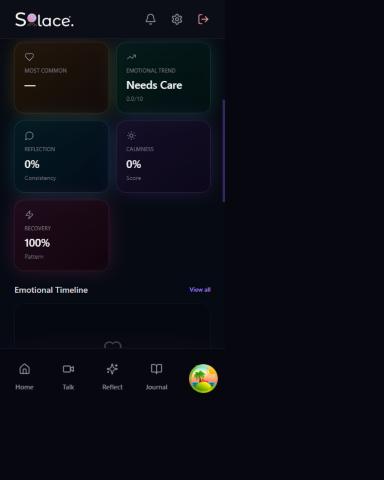 Solace.
MOST COMMON
—
EMOTIONAL TREND
Needs Care
0.0/10
REFLECTION
0%
Consistency
CALMNESS
0%
Score
RECOVERY
100%
Pattern
Emotional Timeline
View all
Home
Talk
Reflect
Journal